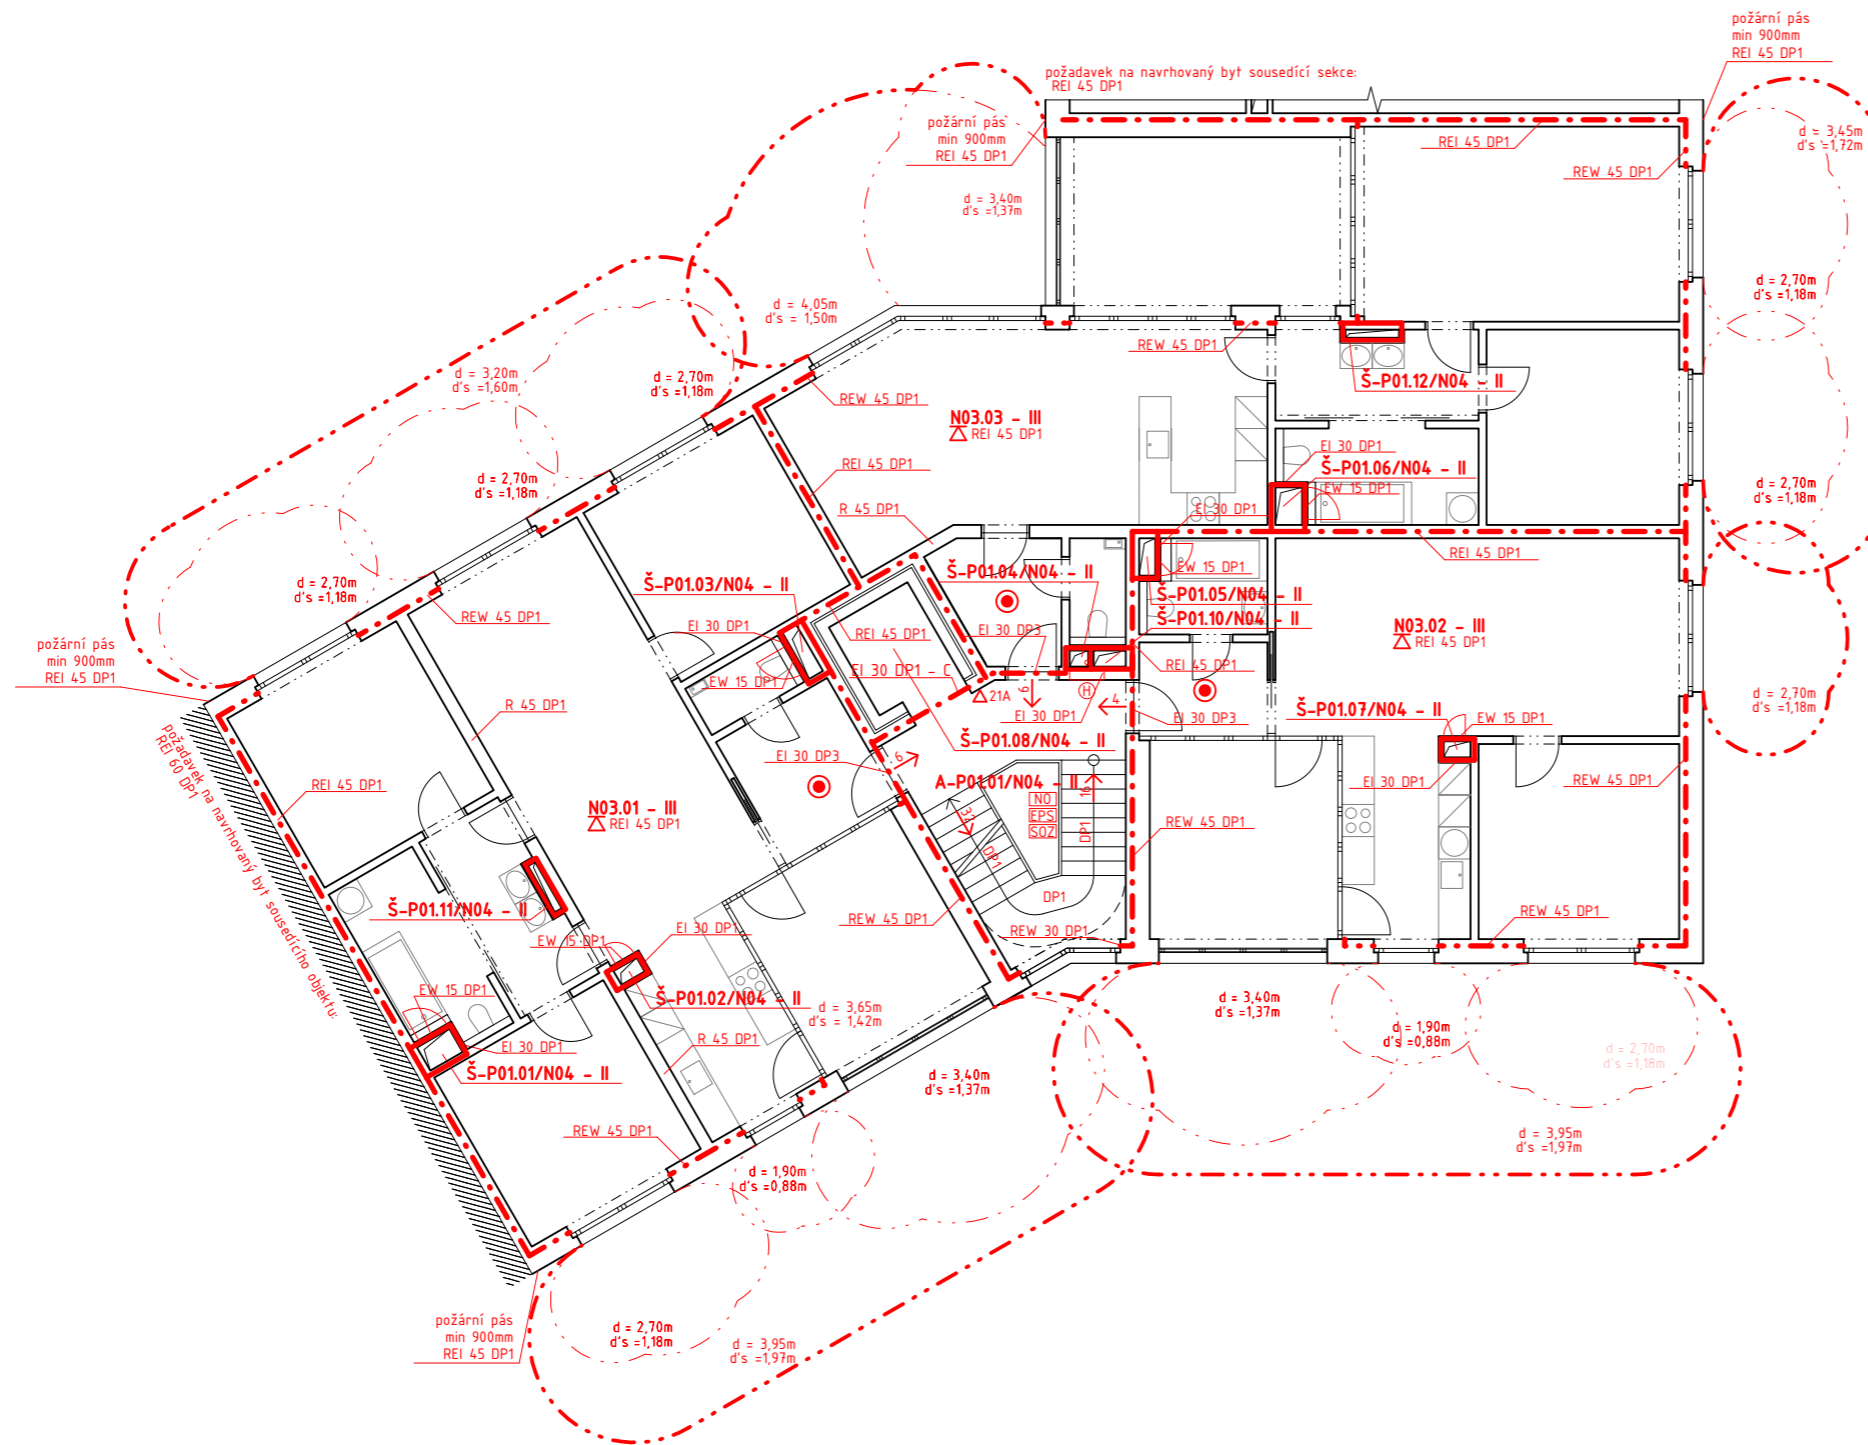 požární pás
min 900mm
REI 45 DP1
požadavek na navrhovaný byt sousedící sekce:
REI 45 DP1
požární pás
min 900mm
REI 45 DP1
REI 45 DP1
REW 45 DP1
d = 3,45m
d's =1,72m
d = 3,40m
d's =1,37m
d = 4,05m
d's = 1,50m
d = 2,70m
d's =1,18m
REW 45 DP1
d = 3,20m
d's =1,60m
d = 2,70m
d's =1,18m
REW 45 DP1
Š-P01.12/N04 - II
N03.03 - III
REI 45 DP1
EI 30 DP1
Š-P01.06/N04 - II
EW 15 DP1
REI 45 DP1
d = 2,70m
d's =1,18m
d = 2,70m
d's =1,18m
R 45 DP1
EI 30 DP1
REI 45 DP1
Š-P01.04/N04 - II
EW 15 DP1
Š-P01.05/N04 - II
Š-P01.10/N04 - II
Š-P01.03/N04 - II
d = 2,70m
d's =1,18m
REW 45 DP1
EI 30 DP1
REI 45 DP1
EI 30 DP3
REI 45 DP1
N03.02 - III
REI 45 DP1
požární pás
min 900mm
REI 45 DP1
EI 30 DP1 - C
EW 15 DP1
21A
6
H
4
EI 30 DP1
EI 30 DP3
Š-P01.07/N04 - II
EW 15 DP1
d = 2,70m
d's =1,18m
R 45 DP1
požadavek na navrhovaný byt sousedícího objektu:
REI 60 DP1
Š-P01.08/N04 - II
EI 30 DP3
6
A-P01.01/N04 - II
NO
EPS
SOZ
16
32
DP1
DP1
DP1
EI 30 DP1
REW 45 DP1
REI 45 DP1
N03.01 - III
REI 45 DP1
REW 45 DP1
Š-P01.11/N04 - II
REW 45 DP1
REW 45 DP1
EW 15 DP1
EI 30 DP1
REW 30 DP1
EW 15 DP1
Š-P01.02/N04 - II
d = 3,65m
d's = 1,42m
d = 3,40m
d's =1,37m
d = 1,90m
d's =0,88m
d = 2,70m
d's =1,18m
EI 30 DP1
Š-P01.01/N04 - II
R 45 DP1
d = 3,40m
d's =1,37m
REW 45 DP1
d = 3,95m
d's =1,97m
d = 1,90m
d's =0,88m
požární pás
min 900mm
REI 45 DP1
d = 2,70m
d's =1,18m
d = 3,95m
d's =1,97m